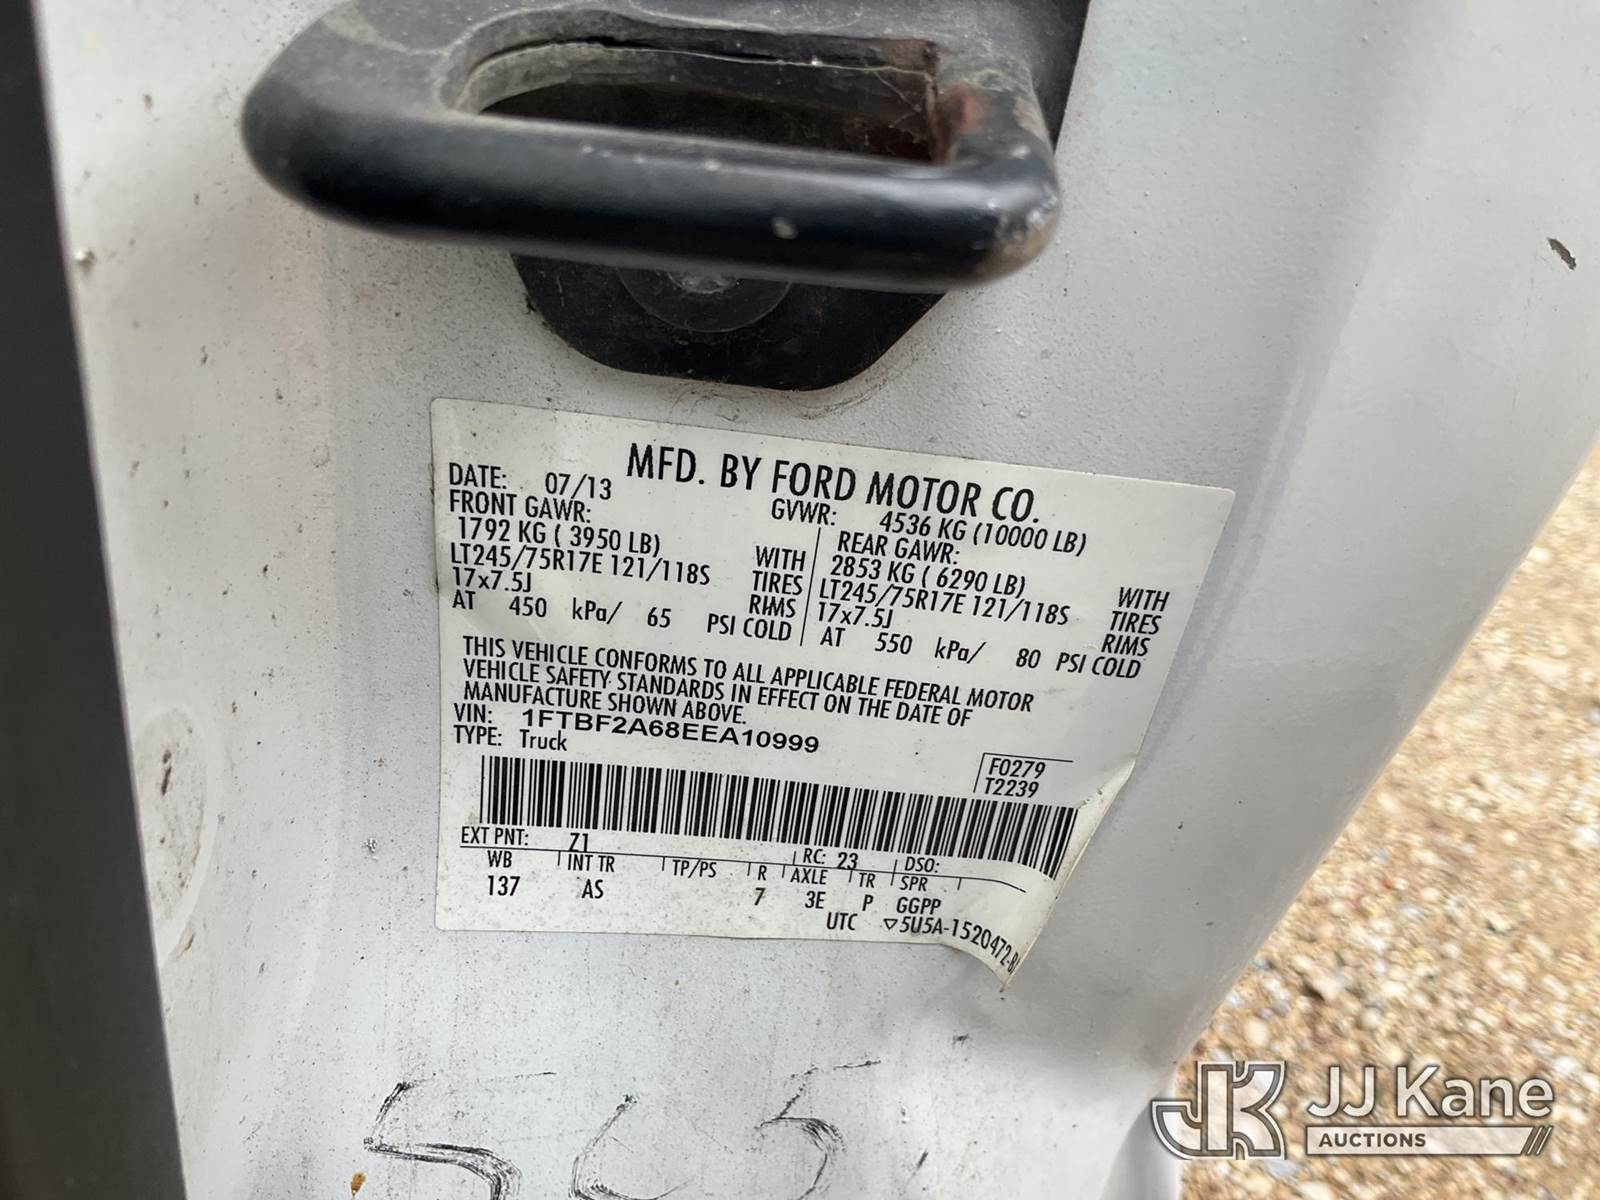 MFD. BY FORD MOTOR CO.
DATE: 07/13 GVWR: 4536 KG (10000 LB)
FRONT GAWR: REAR GAWR:
1792 KG ( 3950 LB) WITH 2853 KG ( 6290 LB) WITH
LT245/75R17E 121/118S TIRES LT245/75R17E 121/118S TIRES
17x7.5J RIMS 17x7.5J RIMS
AT 450 kPa/ 65 PSI COLD AT 550 kPa/ 80 PSI COLD
THIS VEHICLE CONFORMS TO ALL APPLICABLE FEDERAL MOTOR
VEHICLE SAFETY STANDARDS IN EFFECT ON THE DATE OF
MANUFACTURE SHOWN ABOVE.
VIN: 1FTBF2A68EEA10999
TYPE: Truck
F0279
T2239
EXT PNT: Z1 RC: 23 DSO:
WB INT TR TP/PS R AXLE TR SPR
137 AS 7 3E P GGPP
UTC ▽5U5A-1520472-B
JK JJ Kane
AUCTIONS